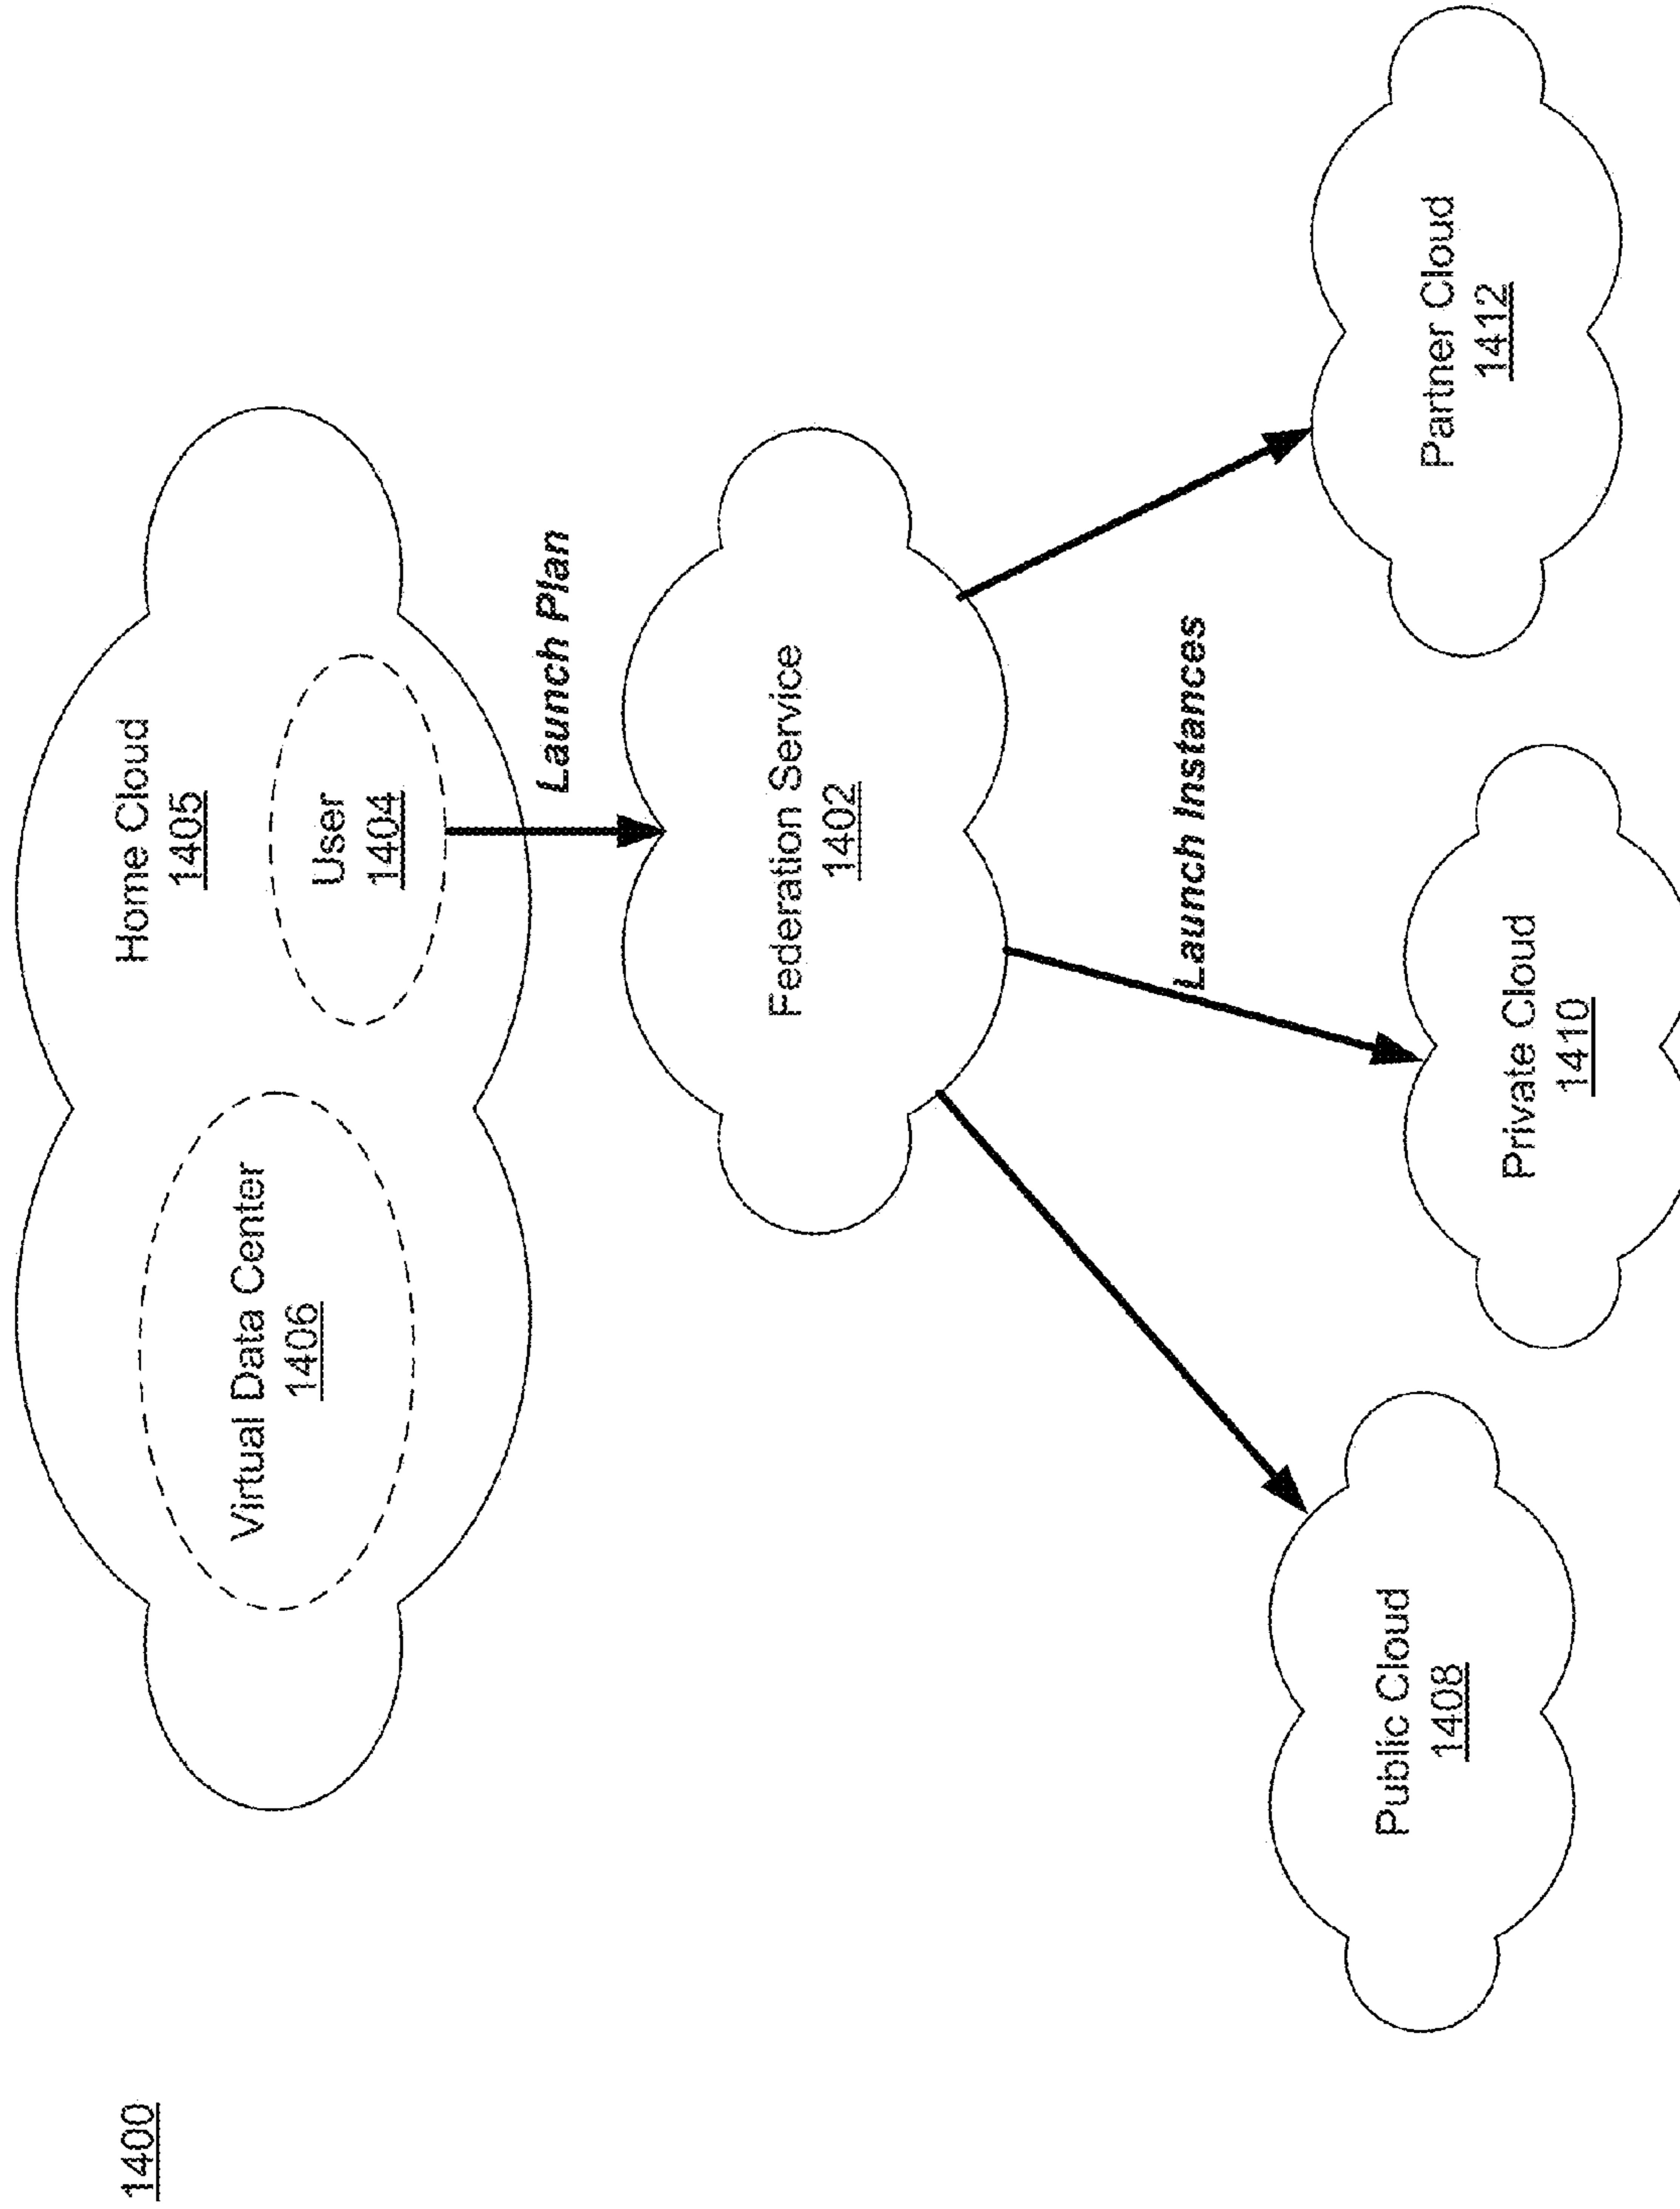 1400
Home Cloud
1405
Virtual Data Center
1406
User
1404
Launch Plan
Federation Service
1402
Launch Instances
Public Cloud
1408
Private Cloud
1410
Partner Cloud
1412